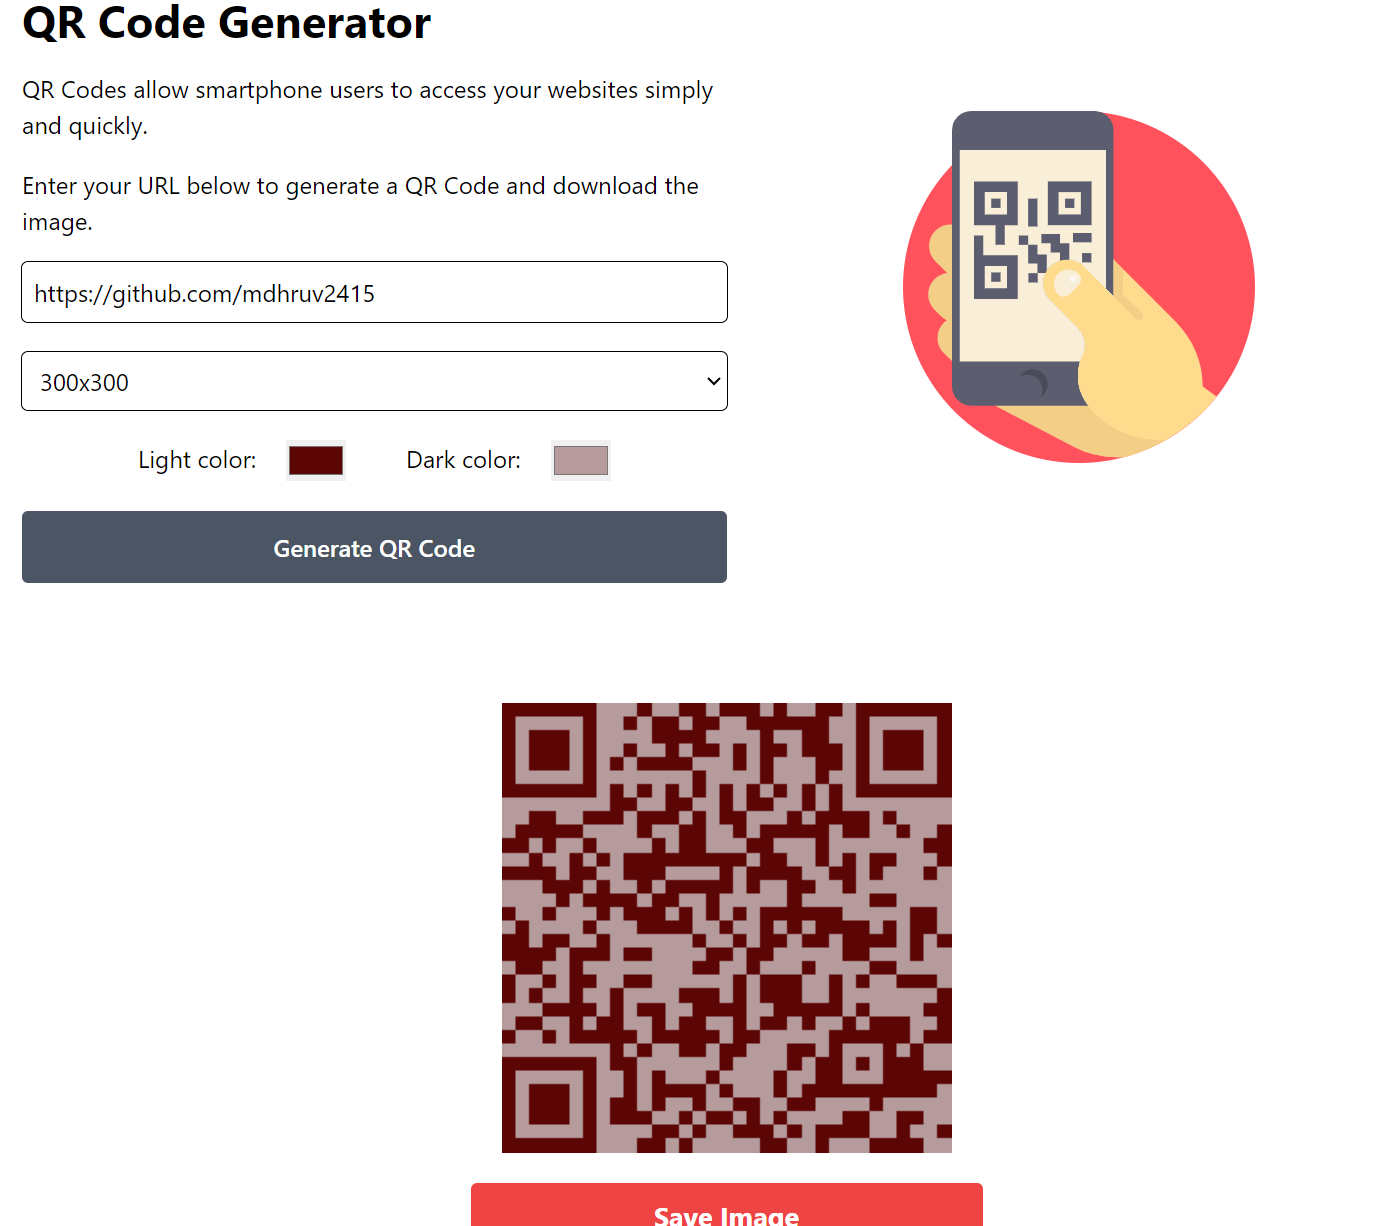 QR Code Generator
QR Codes allow smartphone users to access your websites simply
and quickly.
Enter your URL below to generate a QR Code and download the
image.
https://github.com/mdhruv2415
300x300
Light color:
Dark color:
Generate QR Code
Save Image